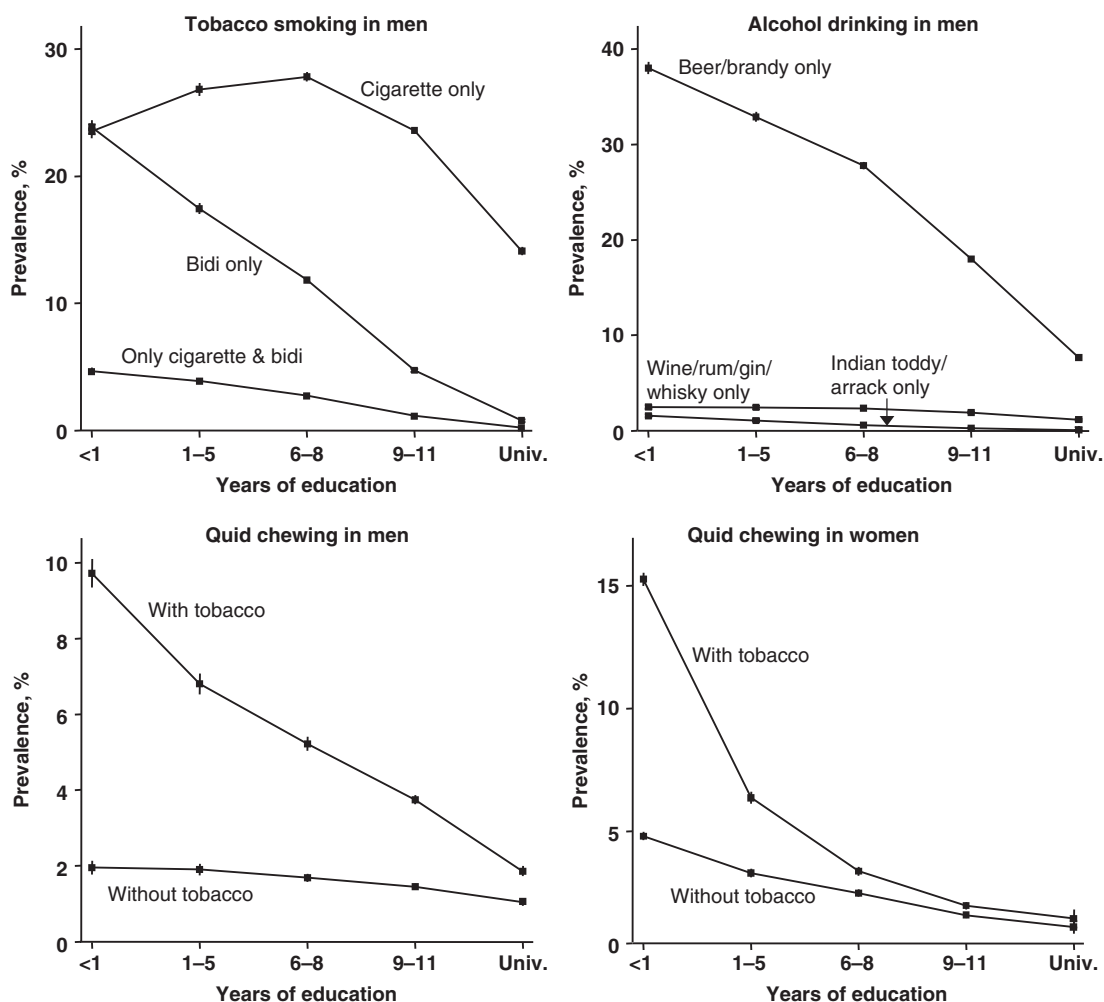 Tobacco smoking in men
30
20
10
0
Prevalence, %
Cigarette only
Bidi only
Only cigarette & bidi
<1
1–5
6–8
9–11
Univ.
Years of education
Alcohol drinking in men
40
30
20
10
0
Prevalence, %
Beer/brandy only
Wine/rum/gin/
whisky only
Indian toddy/
arrack only
<1
1–5
6–8
9–11
Univ.
Years of education
Quid chewing in men
10
8
6
4
2
0
Prevalence, %
With tobacco
Without tobacco
<1
1–5
6–8
9–11
Univ.
Years of education
Quid chewing in women
15
10
5
0
Prevalence, %
With tobacco
Without tobacco
<1
1–5
6–8
9–11
Univ.
Years of education